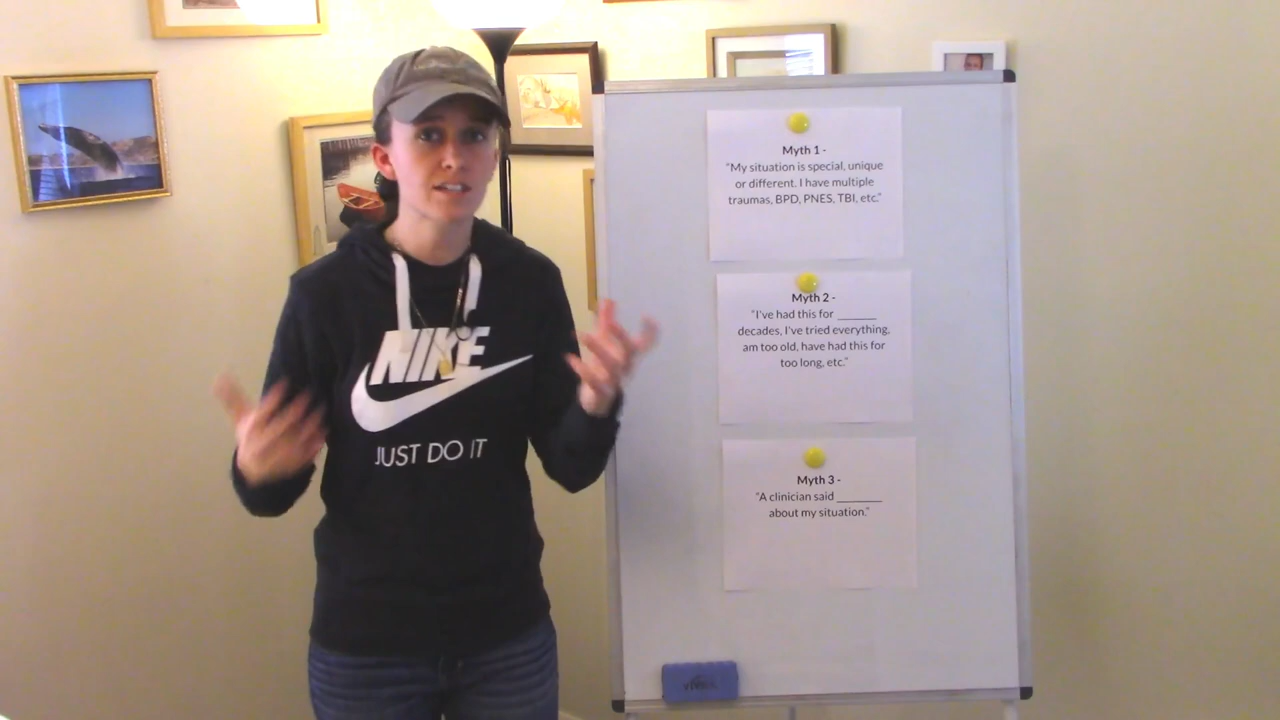 NIKE
JUST DO IT
Myth 1 -
"My situation is special, unique
or different. I have multiple
traumas, BPD, PNES, TBI, etc."
Myth 2 -
"I've had this for _______
decades, I've tried everything,
am too old, have had this for
too long, etc."
Myth 3 -
"A clinician said ________
about my situation."